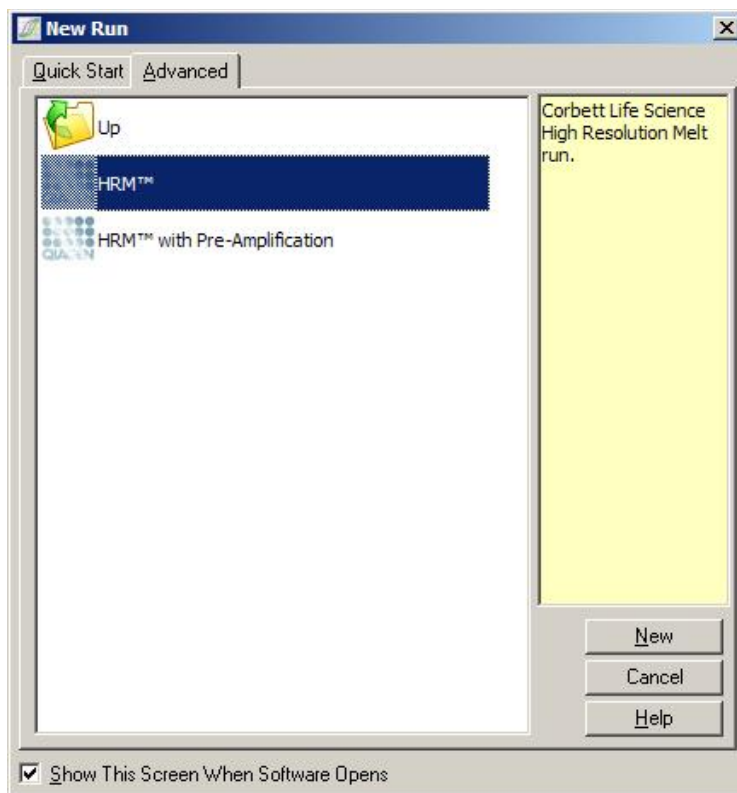 New Run
Quick Start
Advanced
Up
HRM™
HRM™ with Pre-Amplification
QIAGEN
Corbett Life Science
High Resolution Melt
run.
New
Cancel
Help
Show This Screen When Software Opens